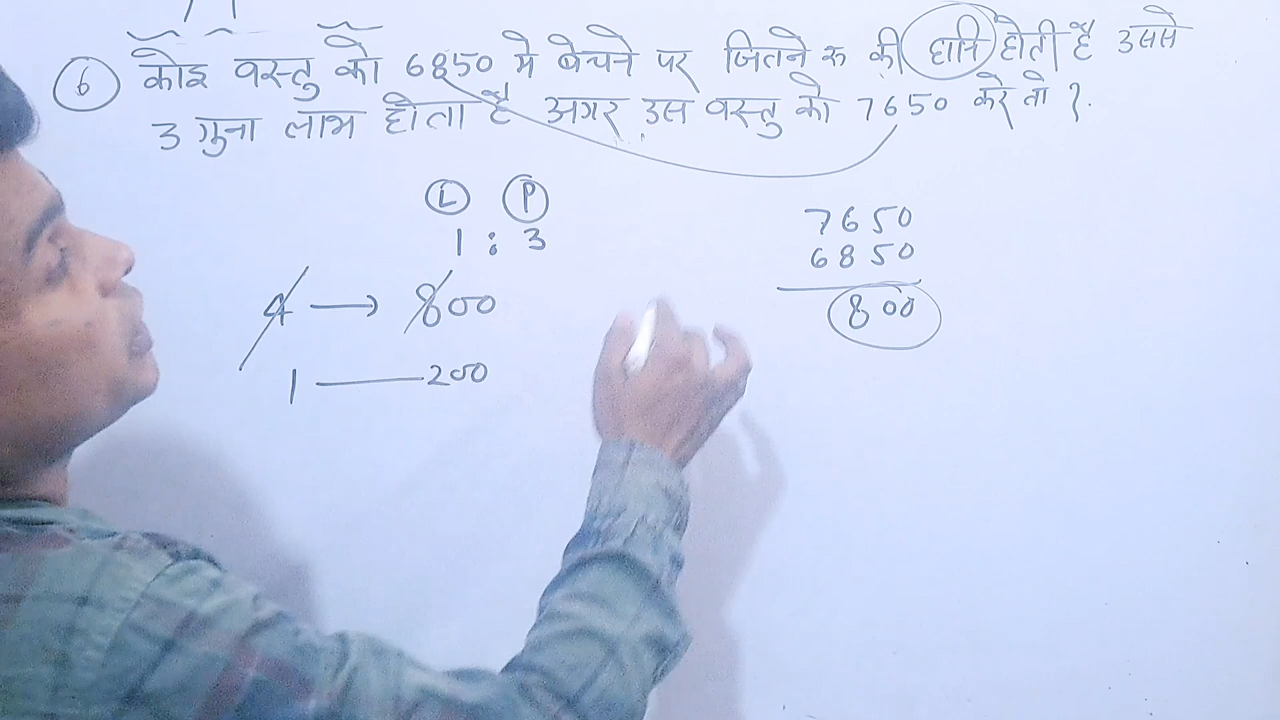 ⑥ कोइ वस्तु को 6850 मे बेचने पर जितने रु की हानि होती है उससे
3 गुना लाभ होता है अगर उस वस्तु को 7650 करे तो ?.
Ⓛ Ⓟ
1 : 3
4 → 800
1 — 200
7650
6850
800